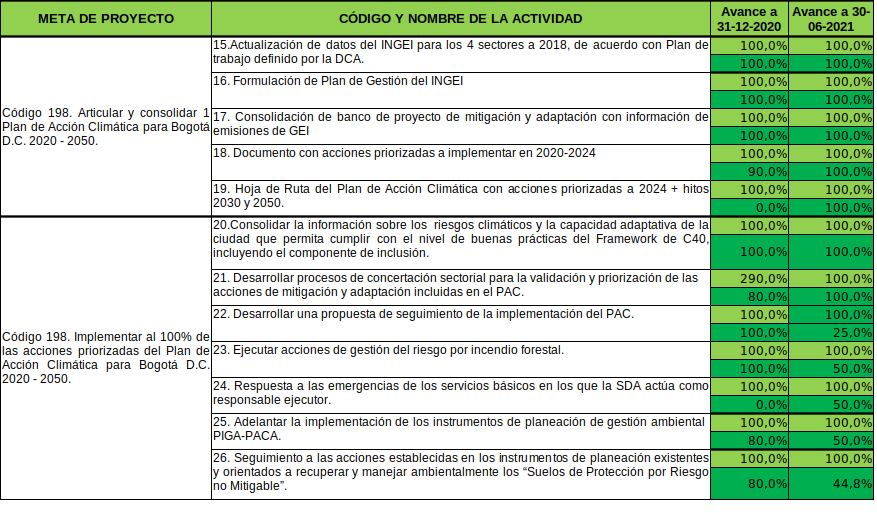 META DE PROYECTO
CÓDIGO Y NOMBRE DE LA ACTIVIDAD
Avance a
31-12-2020
Avance a 30-
06-2021
Código 198. Articular y consolidar 1
Plan de Acción Climática para Bogotá
D.C. 2020 - 2050.
15.Actualización de datos del INGEI para los 4 sectores a 2018, de acuerdo con Plan de
trabajo definido por la DCA.
100,0% 100,0%
100,0% 100,0%
16. Formulación de Plan de Gestión del INGEI
100,0% 100,0%
100,0% 100,0%
17. Consolidación de banco de proyecto de mitigación y adaptación con información de
emisiones de GEI
100,0% 100,0%
100,0% 100,0%
18. Documento con acciones priorizadas a implementar en 2020-2024
100,0% 100,0%
90,0% 100,0%
19. Hoja de Ruta del Plan de Acción Climática con acciones priorizadas a 2024 + hitos
2030 y 2050.
100,0% 100,0%
0,0% 100,0%
Código 198. Implementar al 100% de
las acciones priorizadas del Plan de
Acción Climática para Bogotá D.C.
2020 - 2050.
20.Consolidar la información sobre los riesgos climáticos y la capacidad adaptativa de la
ciudad que permita cumplir con el nivel de buenas prácticas del Framework de C40,
incluyendo el componente de inclusión.
100,0% 100,0%
100,0% 100,0%
21. Desarrollar procesos de concertación sectorial para la validación y priorización de las
acciones de mitigación y adaptación incluidas en el PAC.
290,0% 100,0%
80,0% 100,0%
22. Desarrollar una propuesta de seguimiento de la implementación del PAC.
100,0% 100,0%
100,0% 25,0%
23. Ejecutar acciones de gestión del riesgo por incendio forestal.
100,0% 100,0%
100,0% 50,0%
24. Respuesta a las emergencias de los servicios básicos en los que la SDA actúa como
responsable ejecutor.
100,0% 100,0%
0,0% 50,0%
25. Adelantar la implementación de los instrumentos de planeación de gestión ambiental
PIGA-PACA.
100,0% 100,0%
80,0% 50,0%
26. Seguimiento a las acciones establecidas en los instrumentos de planeación existentes
y orientados a recuperar y manejar ambientalmente los “Suelos de Protección por Riesgo
no Mitigable”.
100,0% 100,0%
80,0% 44,8%